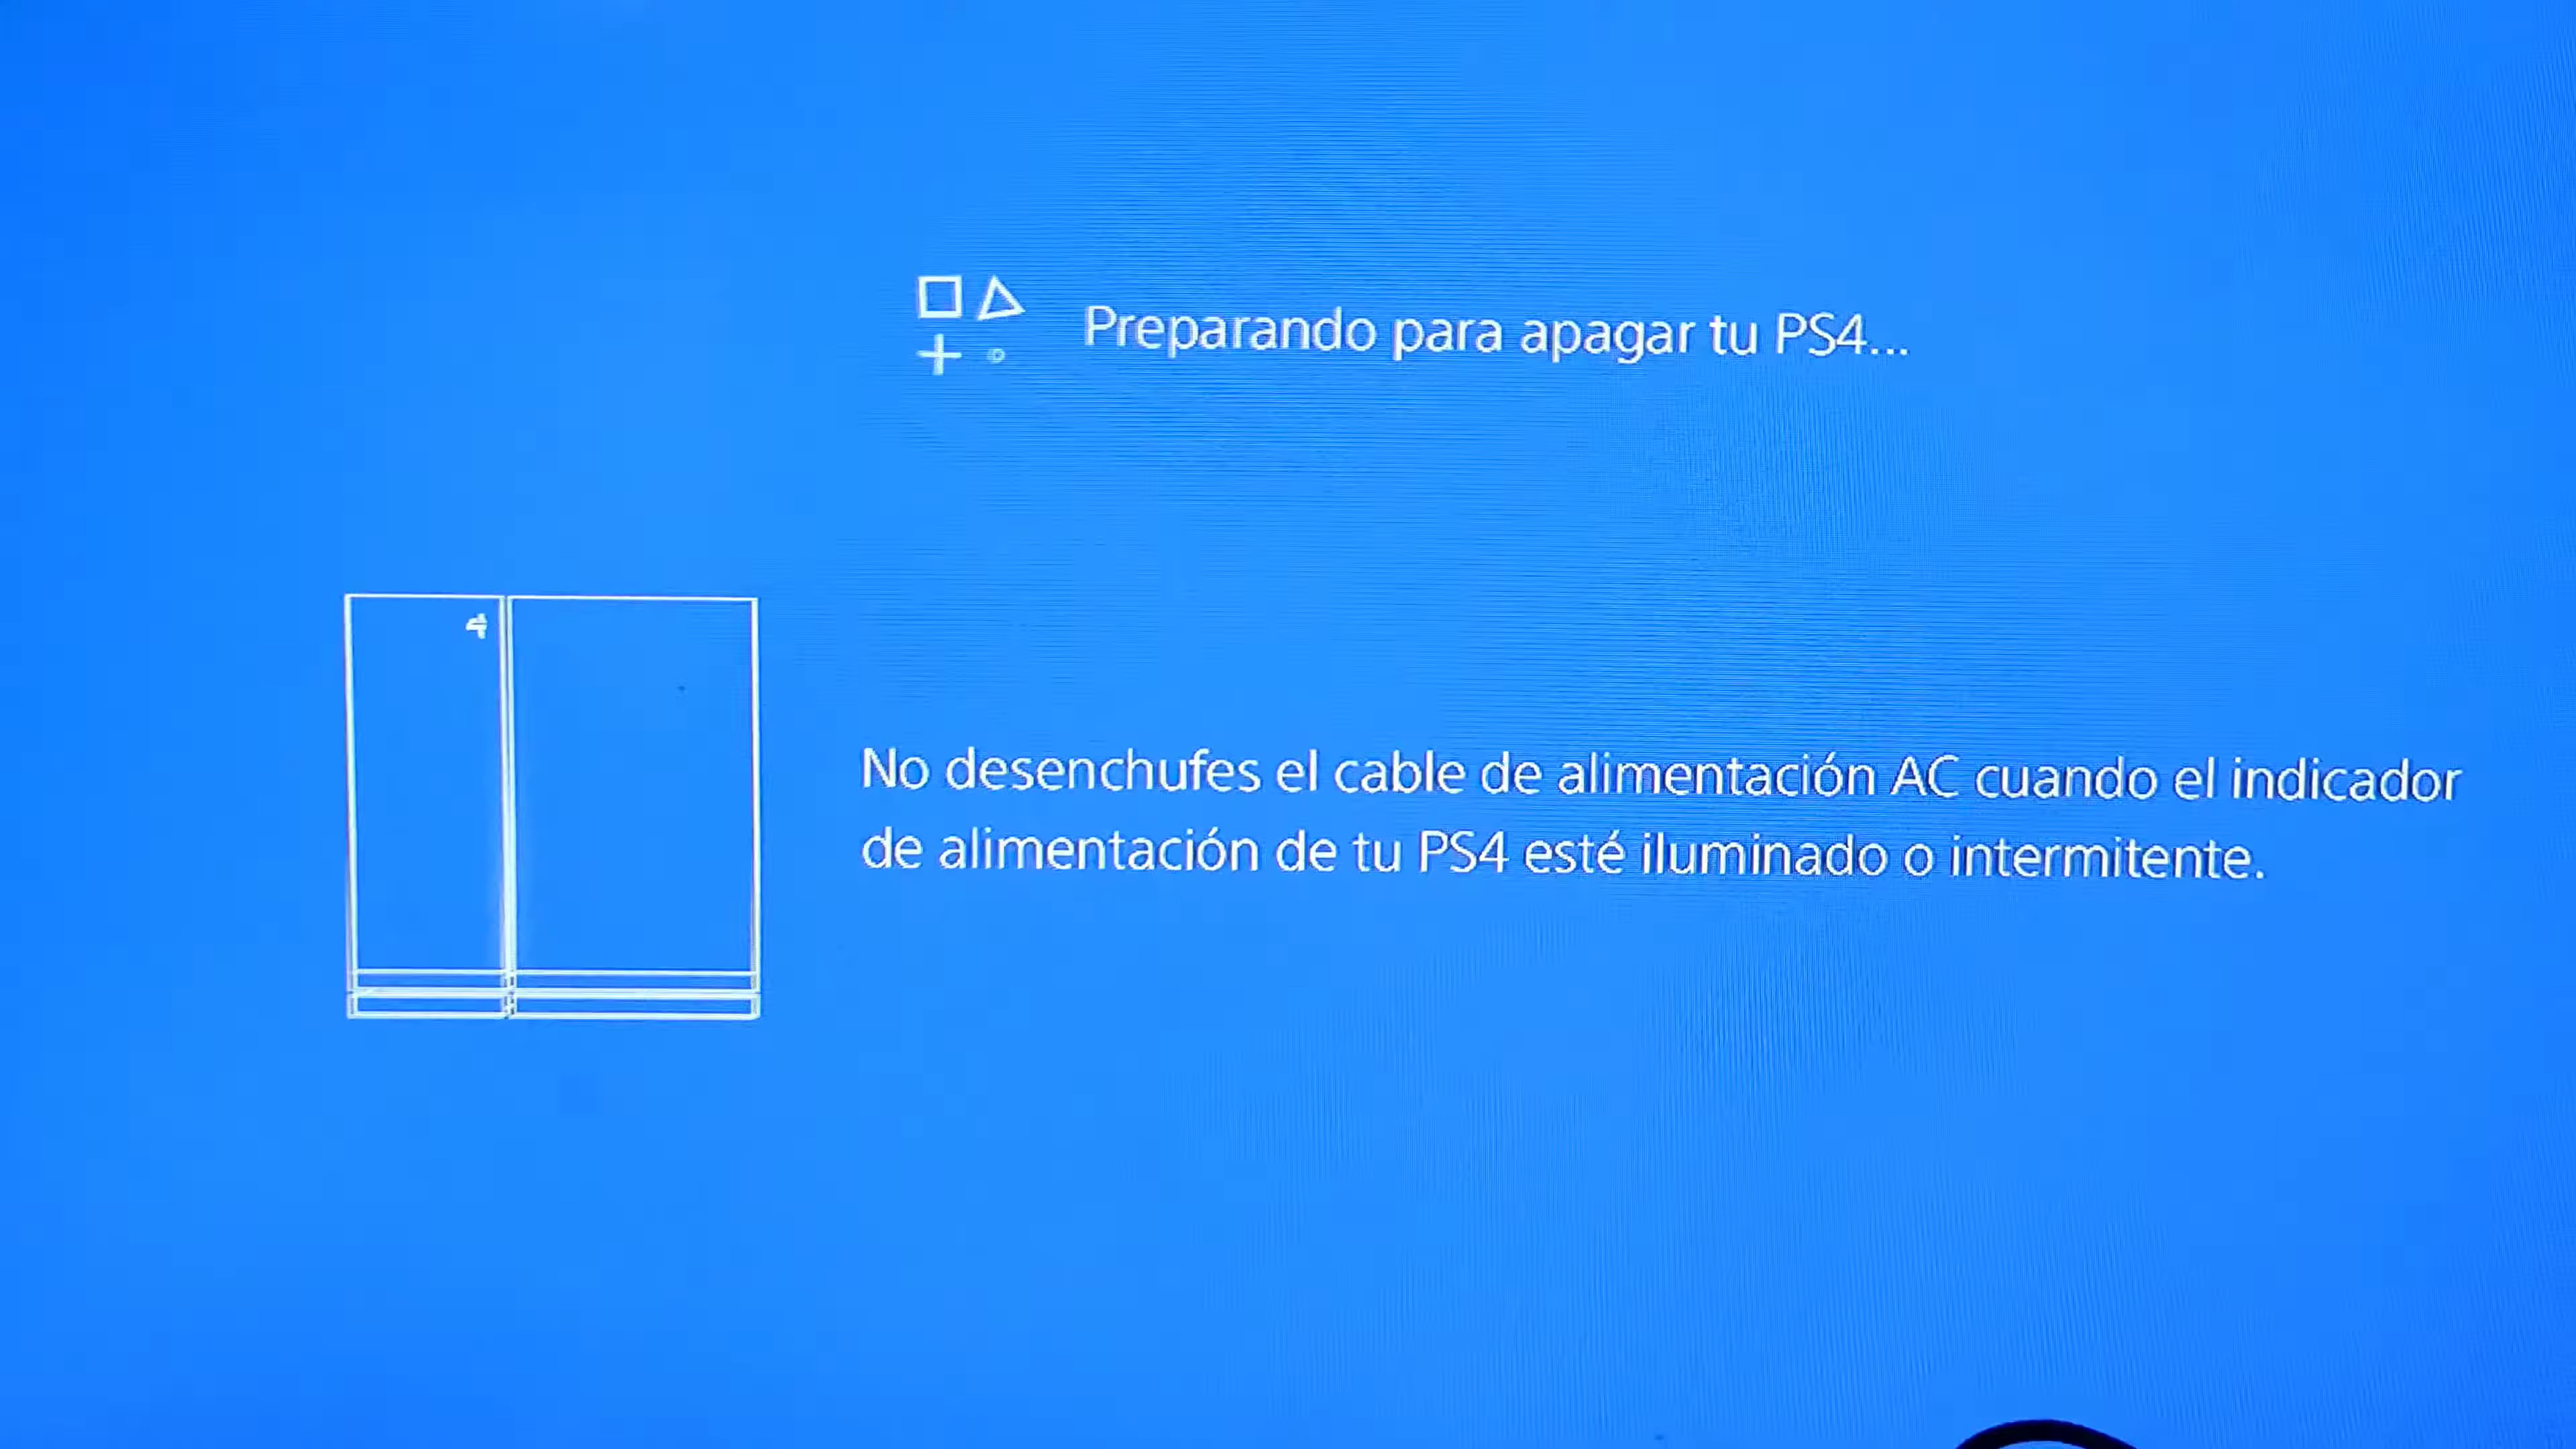 Preparando para apagar tu PS4...
No desenchufes el cable de alimentación AC cuando el indicador
de alimentación de tu PS4 esté iluminado o intermitente.